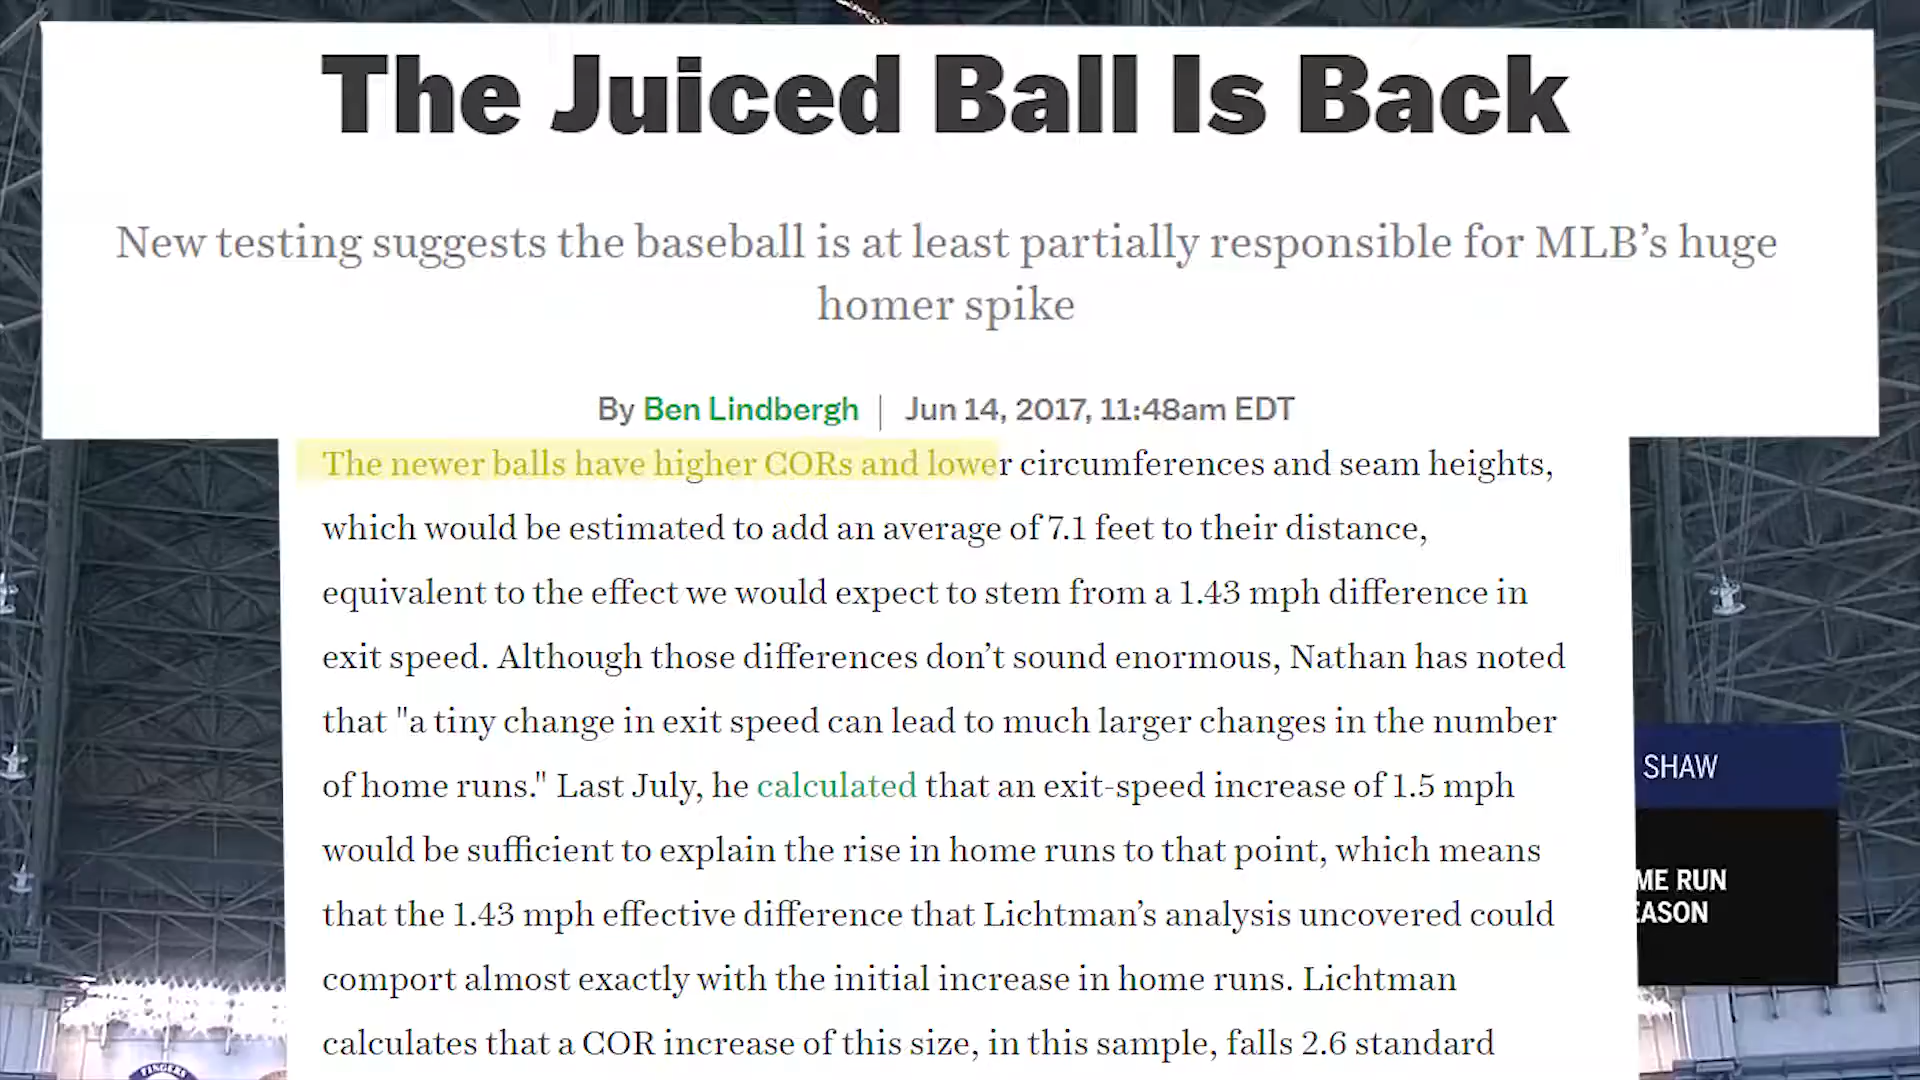 The Juiced Ball Is Back
New testing suggests the baseball is at least partially responsible for MLB’s huge
homer spike
By Ben Lindbergh | Jun 14, 2017, 11:48am EDT
The newer balls have higher CORs and lower circumferences and seam heights,
which would be estimated to add an average of 7.1 feet to their distance,
equivalent to the effect we would expect to stem from a 1.43 mph difference in
exit speed. Although those differences don’t sound enormous, Nathan has noted
that "a tiny change in exit speed can lead to much larger changes in the number
of home runs." Last July, he calculated that an exit-speed increase of 1.5 mph
would be sufficient to explain the rise in home runs to that point, which means
that the 1.43 mph effective difference that Lichtman’s analysis uncovered could
comport almost exactly with the initial increase in home runs. Lichtman
calculates that a COR increase of this size, in this sample, falls 2.6 standard
SHAW
ME RUN
EASON
FINGERS